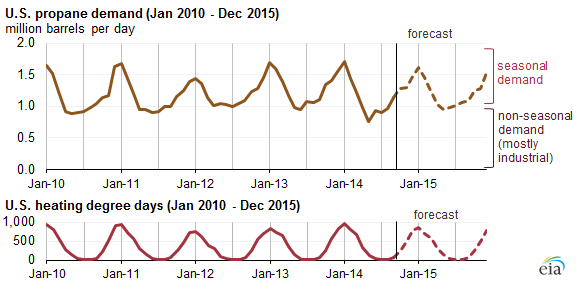 U.S. propane demand (Jan 2010 - Dec 2015)
million barrels per day
forecast
2.0
1.5
1.0
0.5
0.0
seasonal
demand
non-seasonal
demand
(mostly
industrial)
Jan-10 Jan-11 Jan-12 Jan-13 Jan-14 Jan-15
U.S. heating degree days (Jan 2010 - Dec 2015)
forecast
1,000
500
0
Jan-10 Jan-11 Jan-12 Jan-13 Jan-14 Jan-15
eia